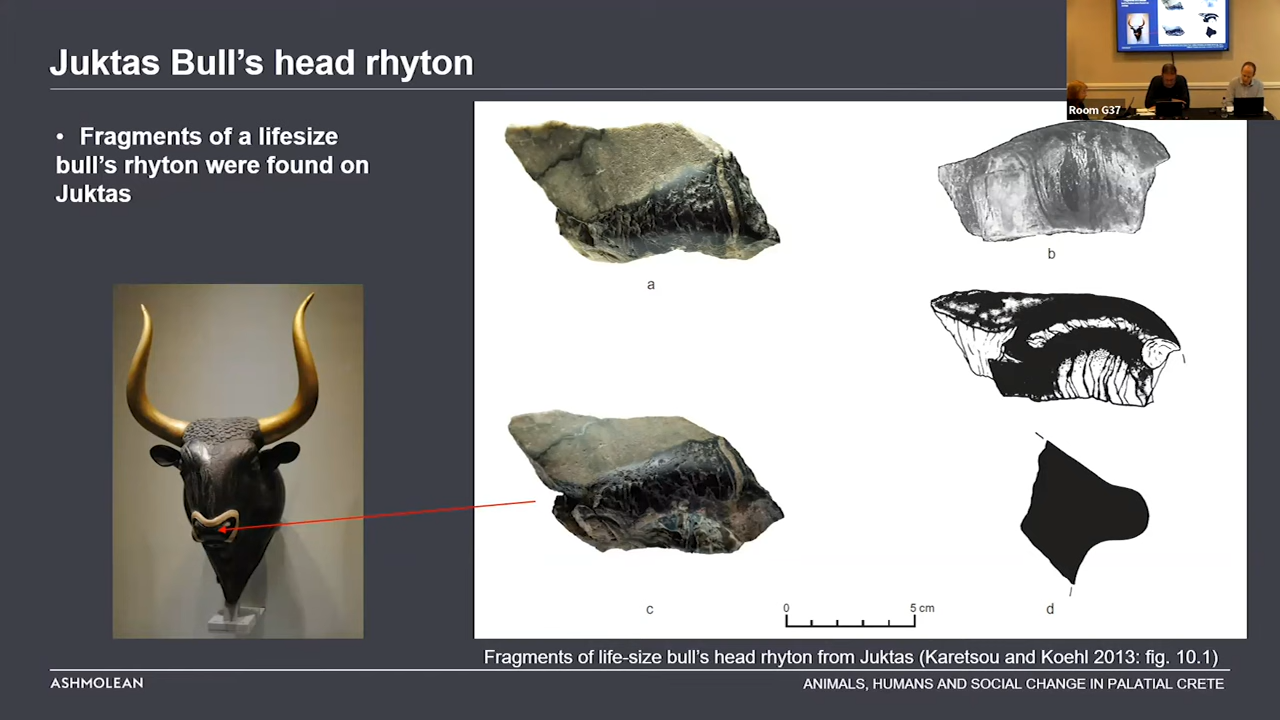 Juktas Bull's head rhyton
Room G37
• Fragments of a lifesize
bull's rhyton were found on
Juktas
a
b
c
0
5 cm
d
Fragments of life-size bull's head rhyton from Juktas (Karetsou and Koehl 2013: fig. 10.1)
ASHMOLEAN
ANIMALS, HUMANS AND SOCIAL CHANGE IN PALATIAL CRETE